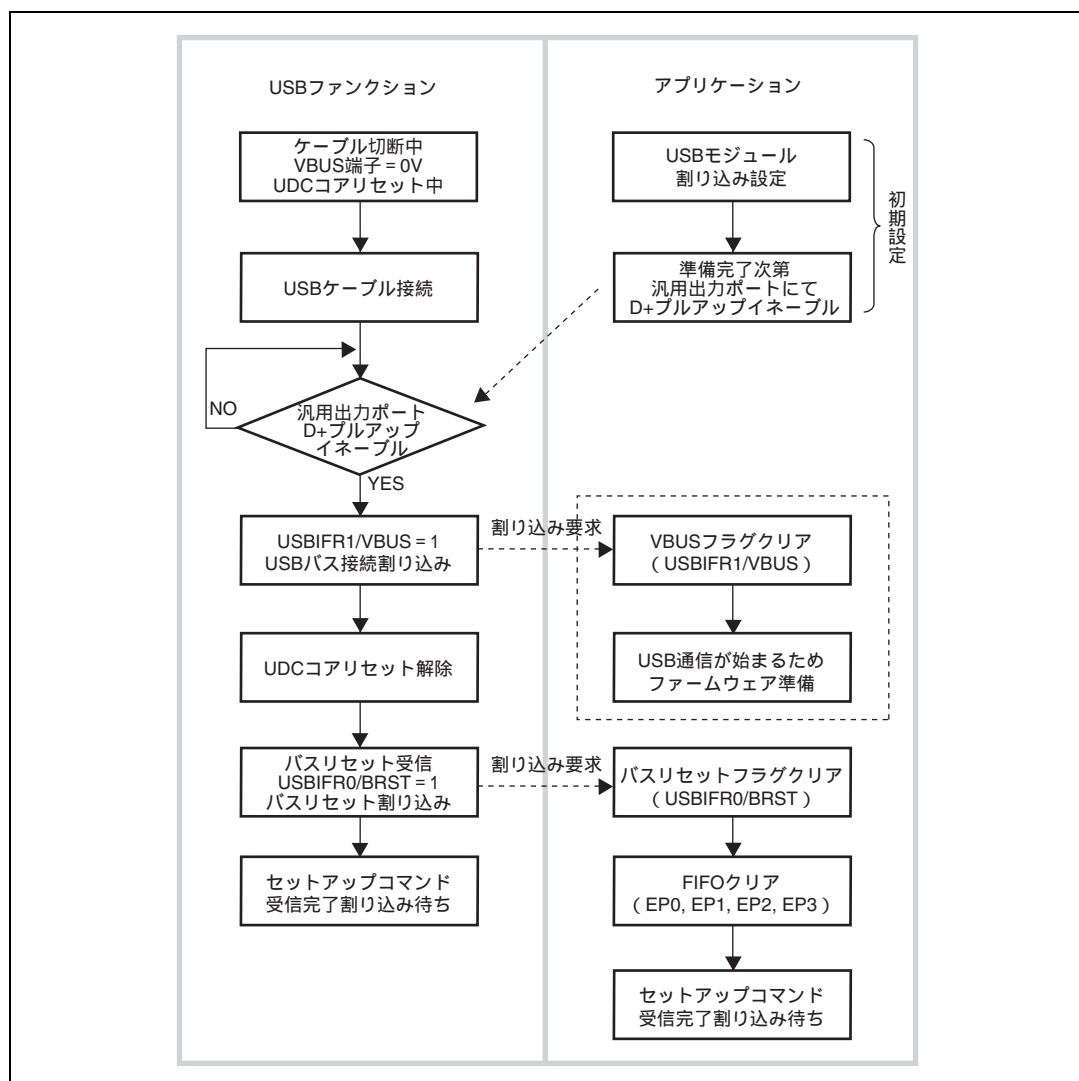 USBファンクション
ケーブル切断中
VBUS端子 = 0V
UDCコアリセット中
USBケーブル接続
NO
汎用出力ポート
D+プルアップ
イネーブル
YES
USBIFR1/VBUS = 1
USBバス接続割り込み
UDCコアリセット解除
バスリセット受信
USBIFR0/BRST = 1
バスリセット割り込み
セットアップコマンド
受信完了割り込み待ち
割り込み要求
割り込み要求
アプリケーション
USBモジュール
割り込み設定
準備完了次第
汎用出力ポートにて
D+プルアップイネーブル
初期設定
VBUSフラグクリア
( USBIFR1/VBUS )
USB通信が始まるため
ファームウェア準備
バスリセットフラグクリア
( USBIFR0/BRST )
FIFOクリア
( EP0, EP1, EP2, EP3 )
セットアップコマンド
受信完了割り込み待ち